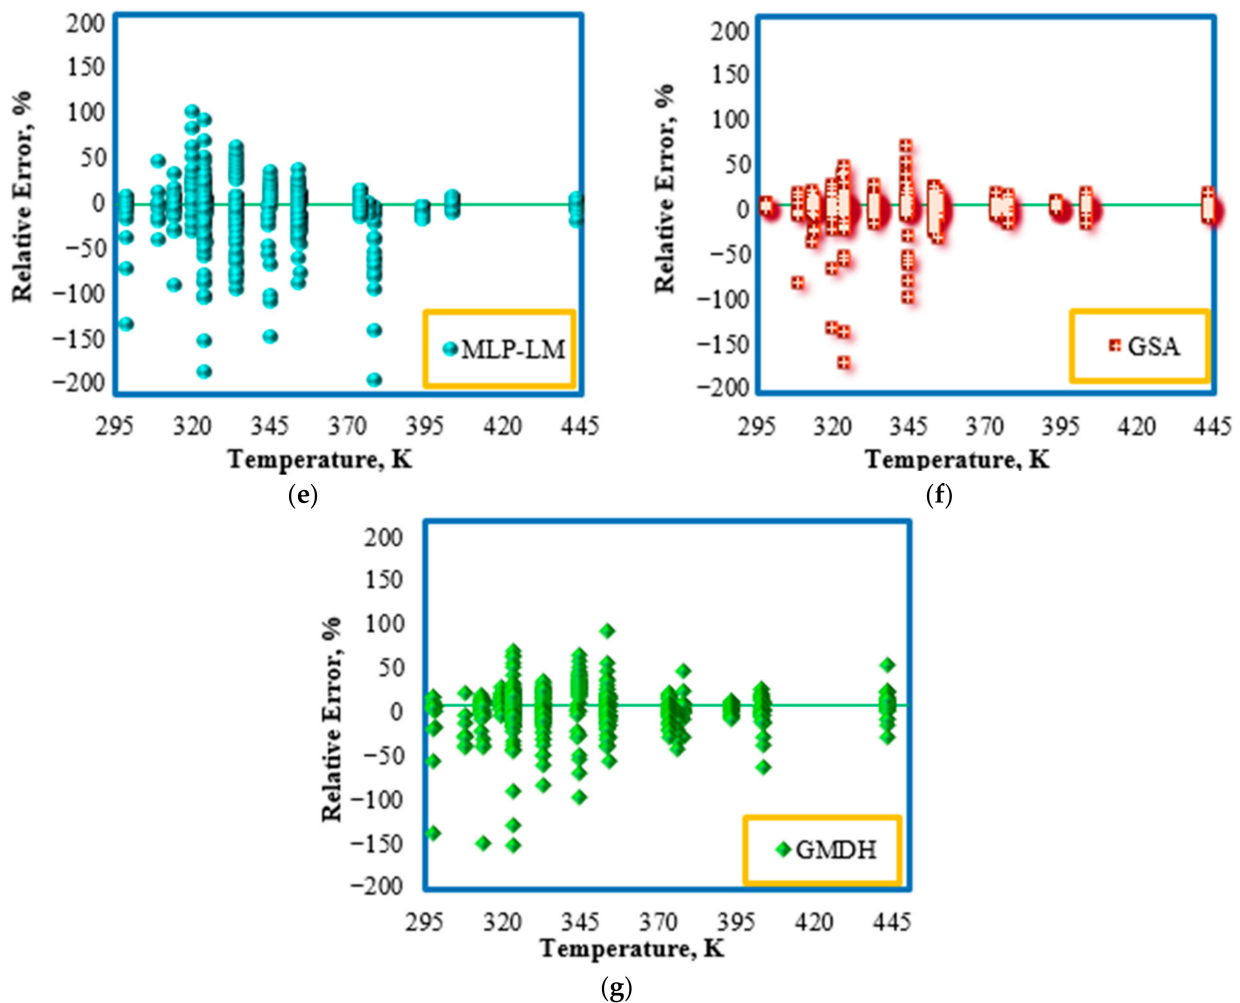 200
150
100
50
0
−50
−100
−150
−200
Relative Error, %
MLP-LM
295 320 345 370 395 420 445
Temperature, K
(e)
200
150
100
50
0
−50
−100
−150
−200
Relative Error, %
GSA
295 320 345 370 395 420 445
Temperature, K
(f)
200
150
100
50
0
−50
−100
−150
−200
Relative Error, %
GMDH
295 320 345 370 395 420 445
Temperature, K
(g)